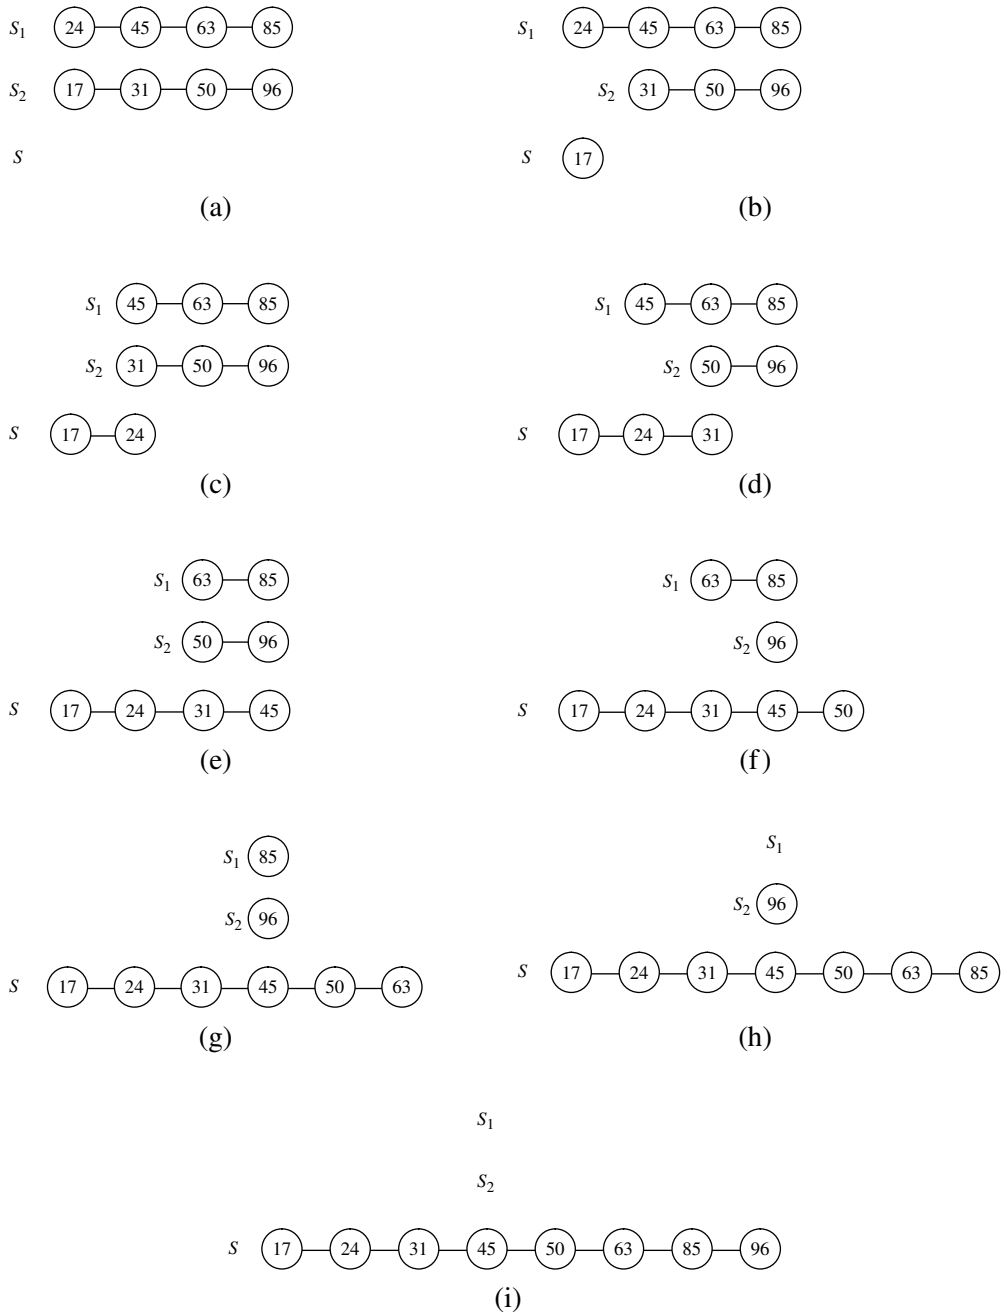 S1 24 45 63 85
S2 17 31 50 96
S
(a)
S1 24 45 63 85
S2 31 50 96
S 17
(b)
S1 45 63 85
S2 31 50 96
S 17 24
(c)
S1 45 63 85
S2 50 96
S 17 24 31
(d)
S1 63 85
S2 50 96
S 17 24 31 45
(e)
S1 63 85
S2 96
S 17 24 31 45 50
(f)
S1 85
S2 96
S 17 24 31 45 50 63
(g)
S1
S2 96
S 17 24 31 45 50 63 85
(h)
S1
S2
S 17 24 31 45 50 63 85 96
(i)